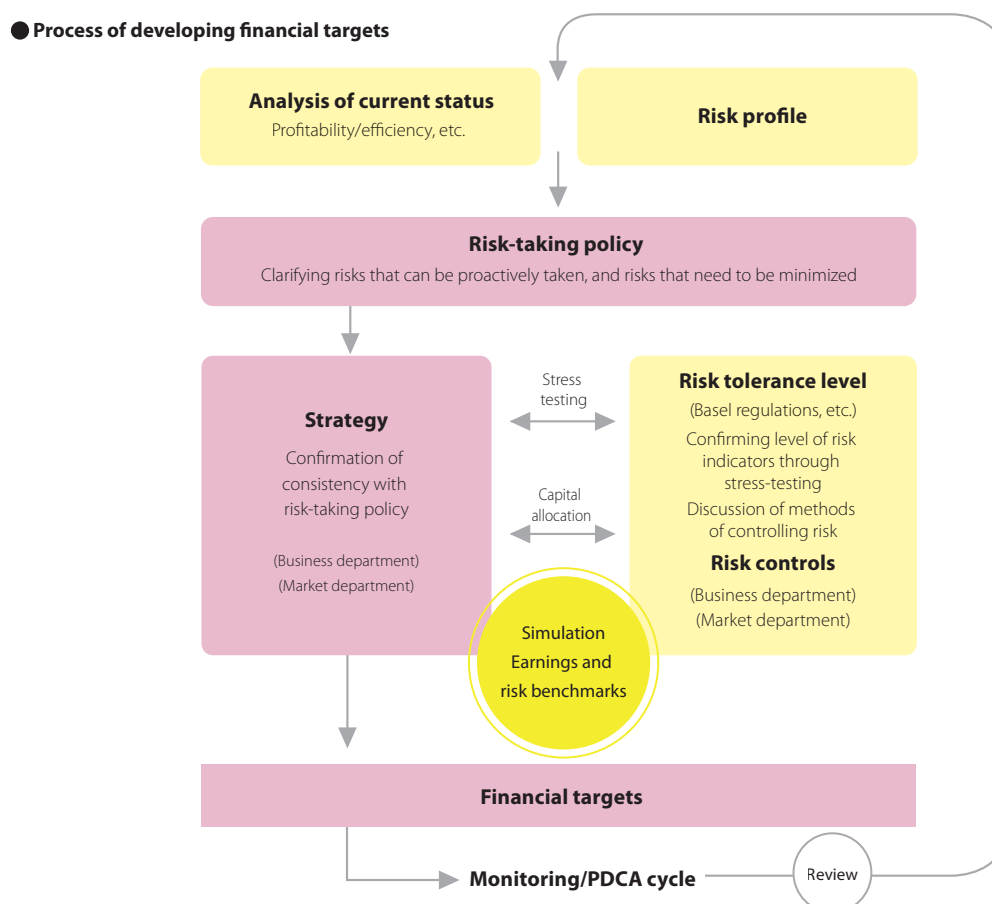 ● Process of developing financial targets
Analysis of current status
Profitability/efficiency, etc.
Risk profile
Risk-taking policy
Clarifying risks that can be proactively taken, and risks that need to be minimized
Strategy
Confirmation of
consistency with
risk-taking policy
(Business department)
(Market department)
Stress
testing
Capital
allocation
Risk tolerance level
(Basel regulations, etc.)
Confirming level of risk
indicators through
stress-testing
Discussion of methods
of controlling risk
Risk controls
(Business department)
(Market department)
Simulation
Earnings and
risk benchmarks
Financial targets
Monitoring/PDCA cycle
Review